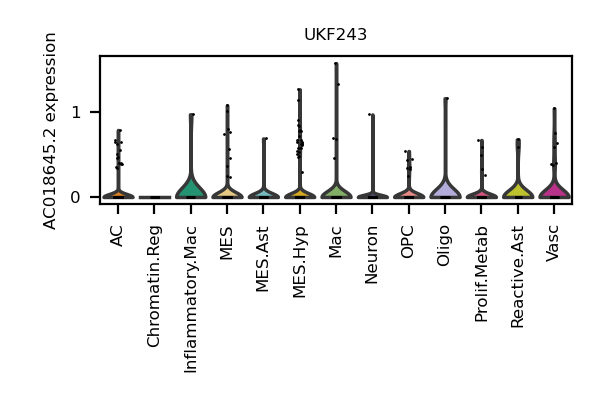 UKF243
AC018645.2 expression
1
0
AC
Chromatin.Reg
Inflammatory.Mac
MES
MES.Ast
MES.Hyp
Mac
Neuron
OPC
Oligo
Prolif.Metab
Reactive.Ast
Vasc